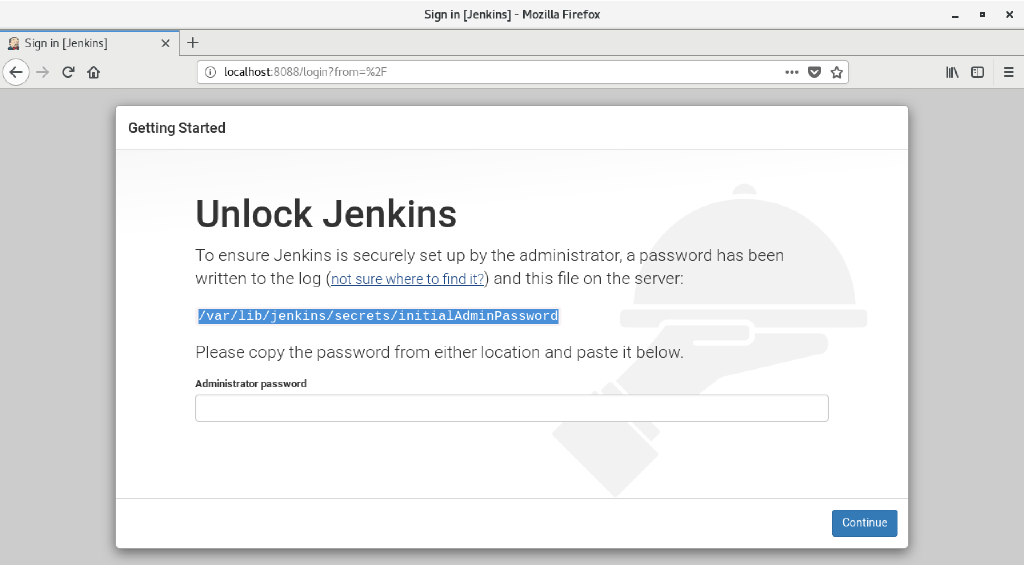 Sign in [Jenkins] - Mozilla Firefox
Sign in [Jenkins]
localhost:8088/login?from=%2F
Getting Started
Unlock Jenkins
To ensure Jenkins is securely set up by the administrator, a password has been
written to the log (not sure where to find it?) and this file on the server:
/var/lib/jenkins/secrets/initialAdminPassword
Please copy the password from either location and paste it below.
Administrator password
Continue